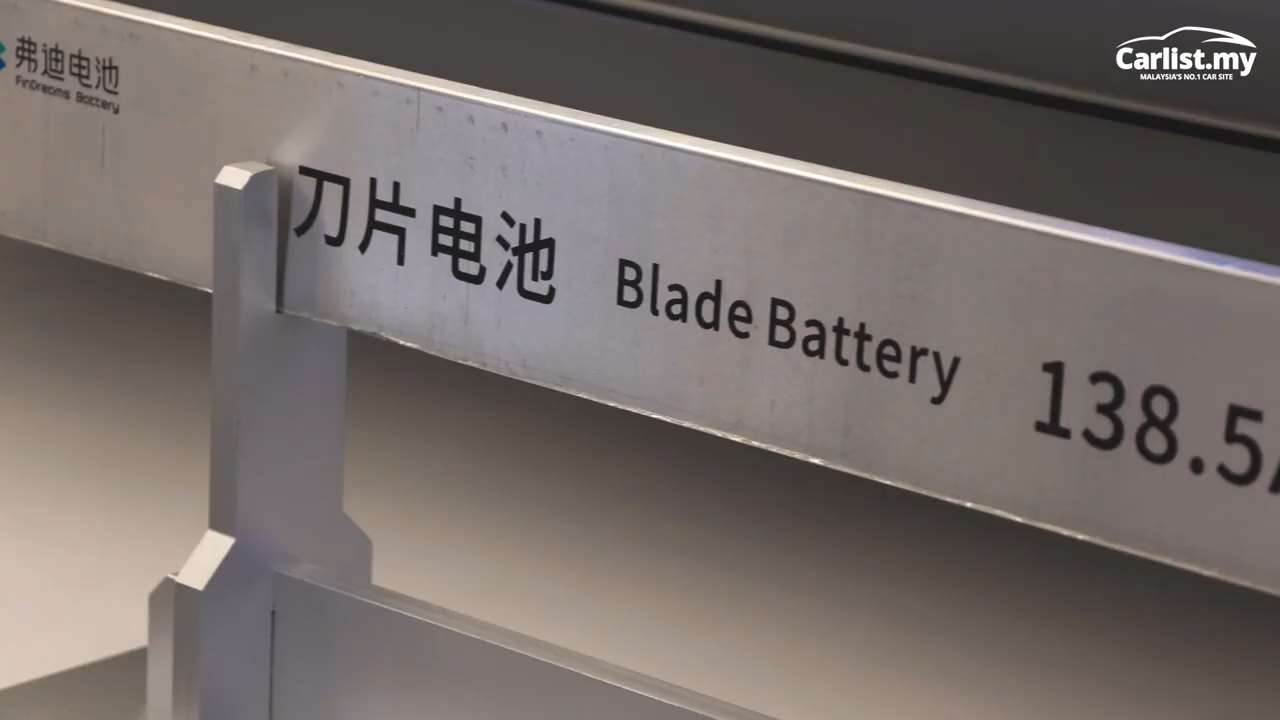 弗迪电池
FinDreams Battery
刀片电池 Blade Battery 138.5
Carlist.my
MALAYSIA'S NO.1 CAR SITE